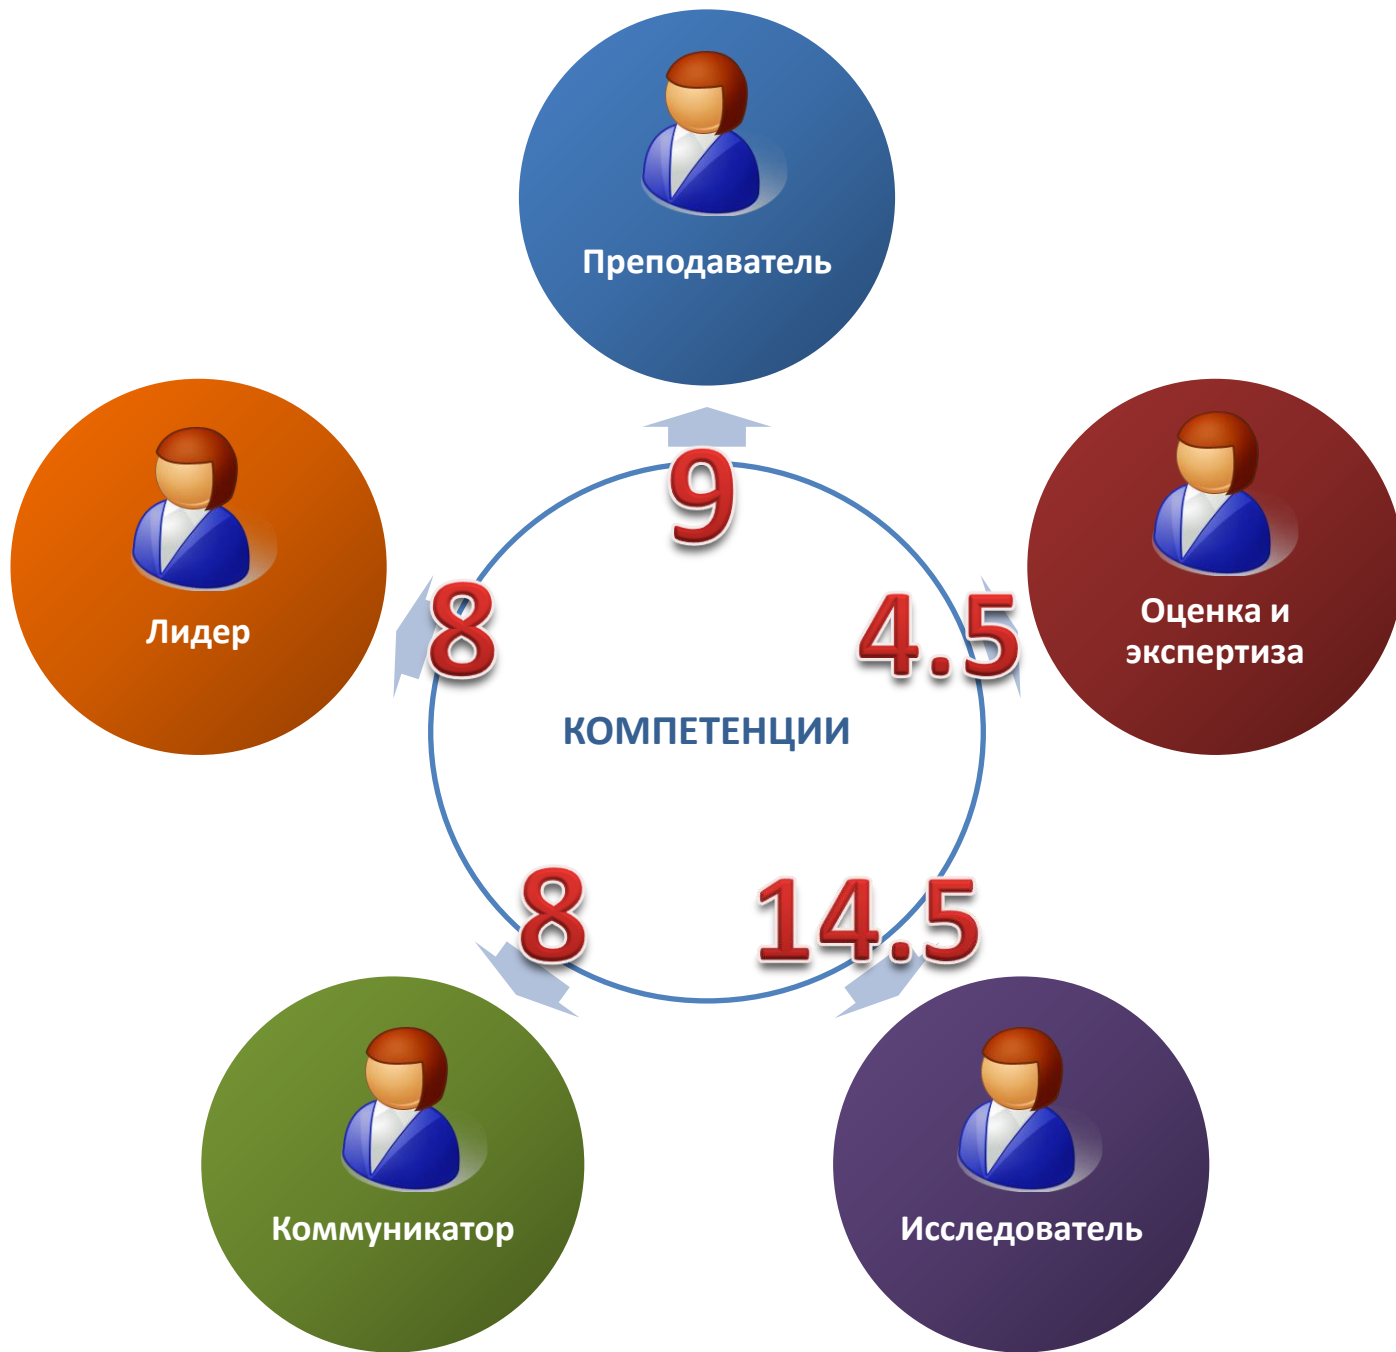 Преподаватель
9
Лидер
8
4.5
Оценка и
экспертиза
КОМПЕТЕНЦИИ
8
14.5
Коммуникатор
Исследователь